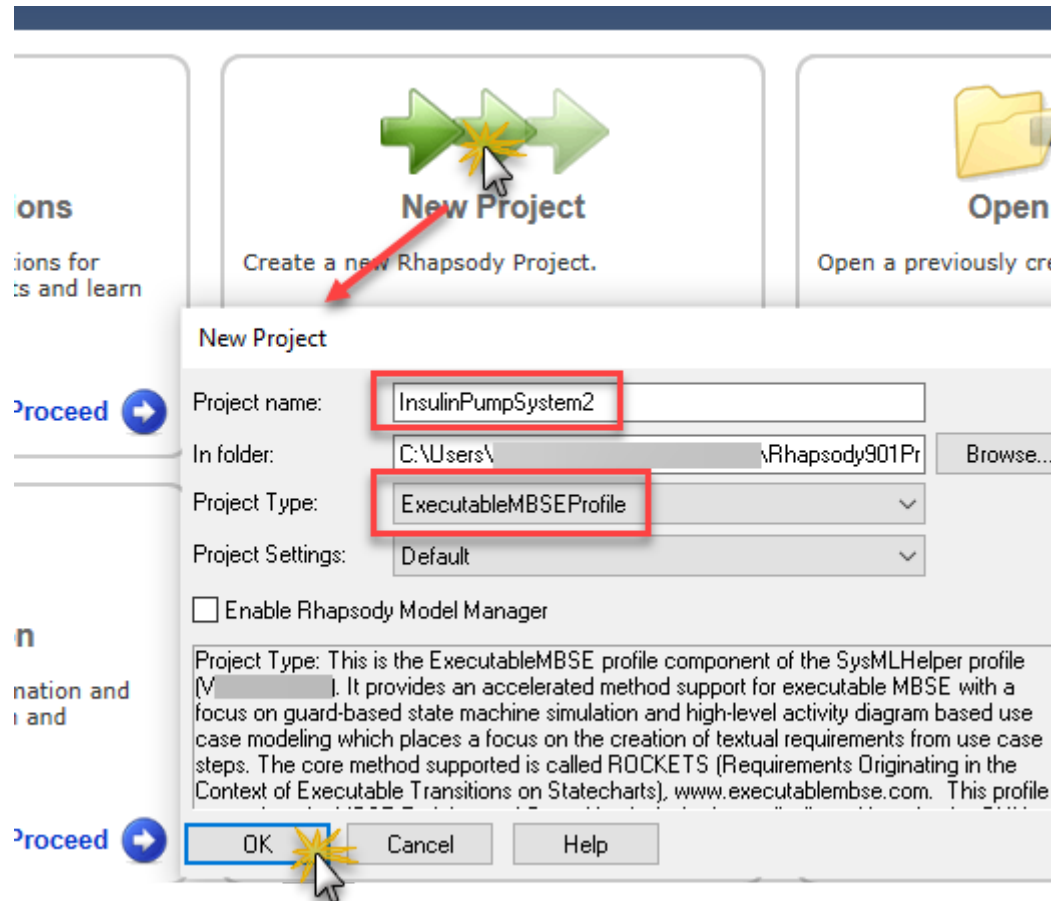 ions
ions for
ts and learn
Proceed
New Project
Create a new Rhapsody Project.
Open
Open a previously cre
New Project
Project name:
InsulinPumpSystem2
In folder:
C:\Users\ \Rhapsody901Pr
Browse...
Project Type:
ExecutableMBSEProfile
Project Settings:
Default
Enable Rhapsody Model Manager
Project Type: This is the ExecutableMBSE profile component of the SysMLHelper profile
(V ). It provides an accelerated method support for executable MBSE with a
focus on guard-based state machine simulation and high-level activity diagram based use
case modeling which places a focus on the creation of textual requirements from use case
steps. The core method supported is called ROCKETS (Requirements Originating in the
Context of Executable Transitions on Statecharts), www.executablembse.com. This profile
n
mation and
and
Proceed
OK
Cancel
Help